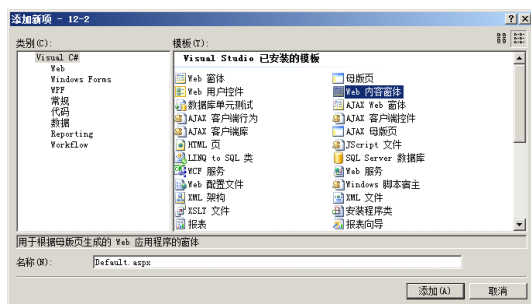 添加新项 - 12-2
类别(C):
模板(T):
Visual C#
Web
Windows Forms
WPF
常规
代码
数据
Reporting
Workflow
Visual Studio 已安装的模板
Web 窗体
母版页
Web 用户控件
Web 内容窗体
数据库单元测试
AJAX Web 窗体
AJAX 客户端行为
AJAX 客户端控件
AJAX 客户端库
AJAX 母版页
HTML 页
JScript 文件
LINQ to SQL 类
SQL Server 数据库
WCF 服务
Web 服务
Web 配置文件
Windows 脚本宿主
XML 架构
XML 文件
XSLT 文件
安装程序类
报表
报表向导
用于根据母版页生成的 Web 应用程序的窗体
名称(N):
Default.aspx
添加(A)
取消